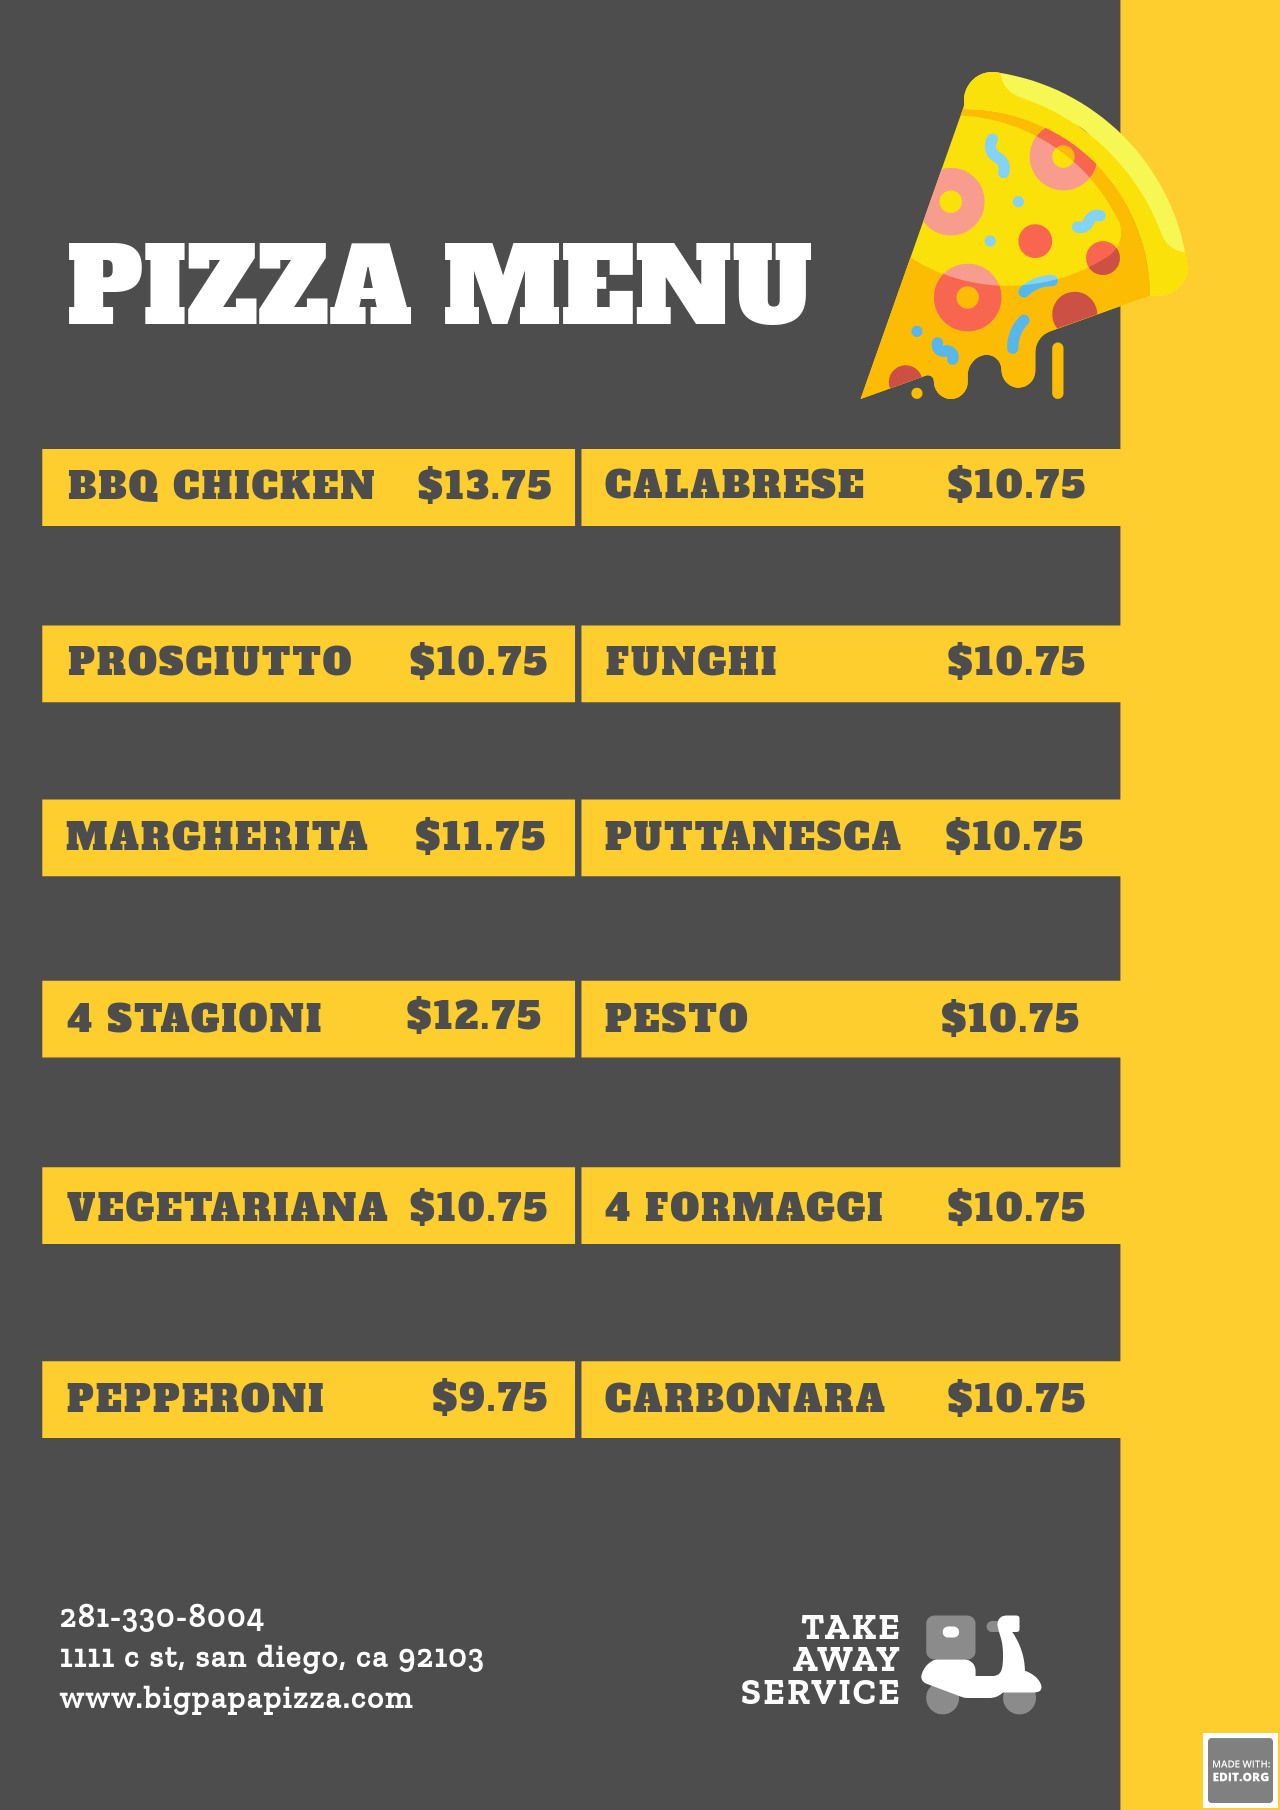 PIZZA MENU
BBQ CHICKEN $13.75
CALABRESE $10.75
PROSCIUTTO $10.75
FUNGHI $10.75
MARGHERITA $11.75
PUTTANESCA $10.75
4 STAGIONI $12.75
PESTO $10.75
VEGETARIANA $10.75
4 FORMAGGI $10.75
PEPPERONI $9.75
CARBONARA $10.75
281-330-8004
1111 c st, san diego, ca 92103
www.bigpapapizza.com
TAKE
AWAY
SERVICE
MADE WITH:
EDIT.ORG